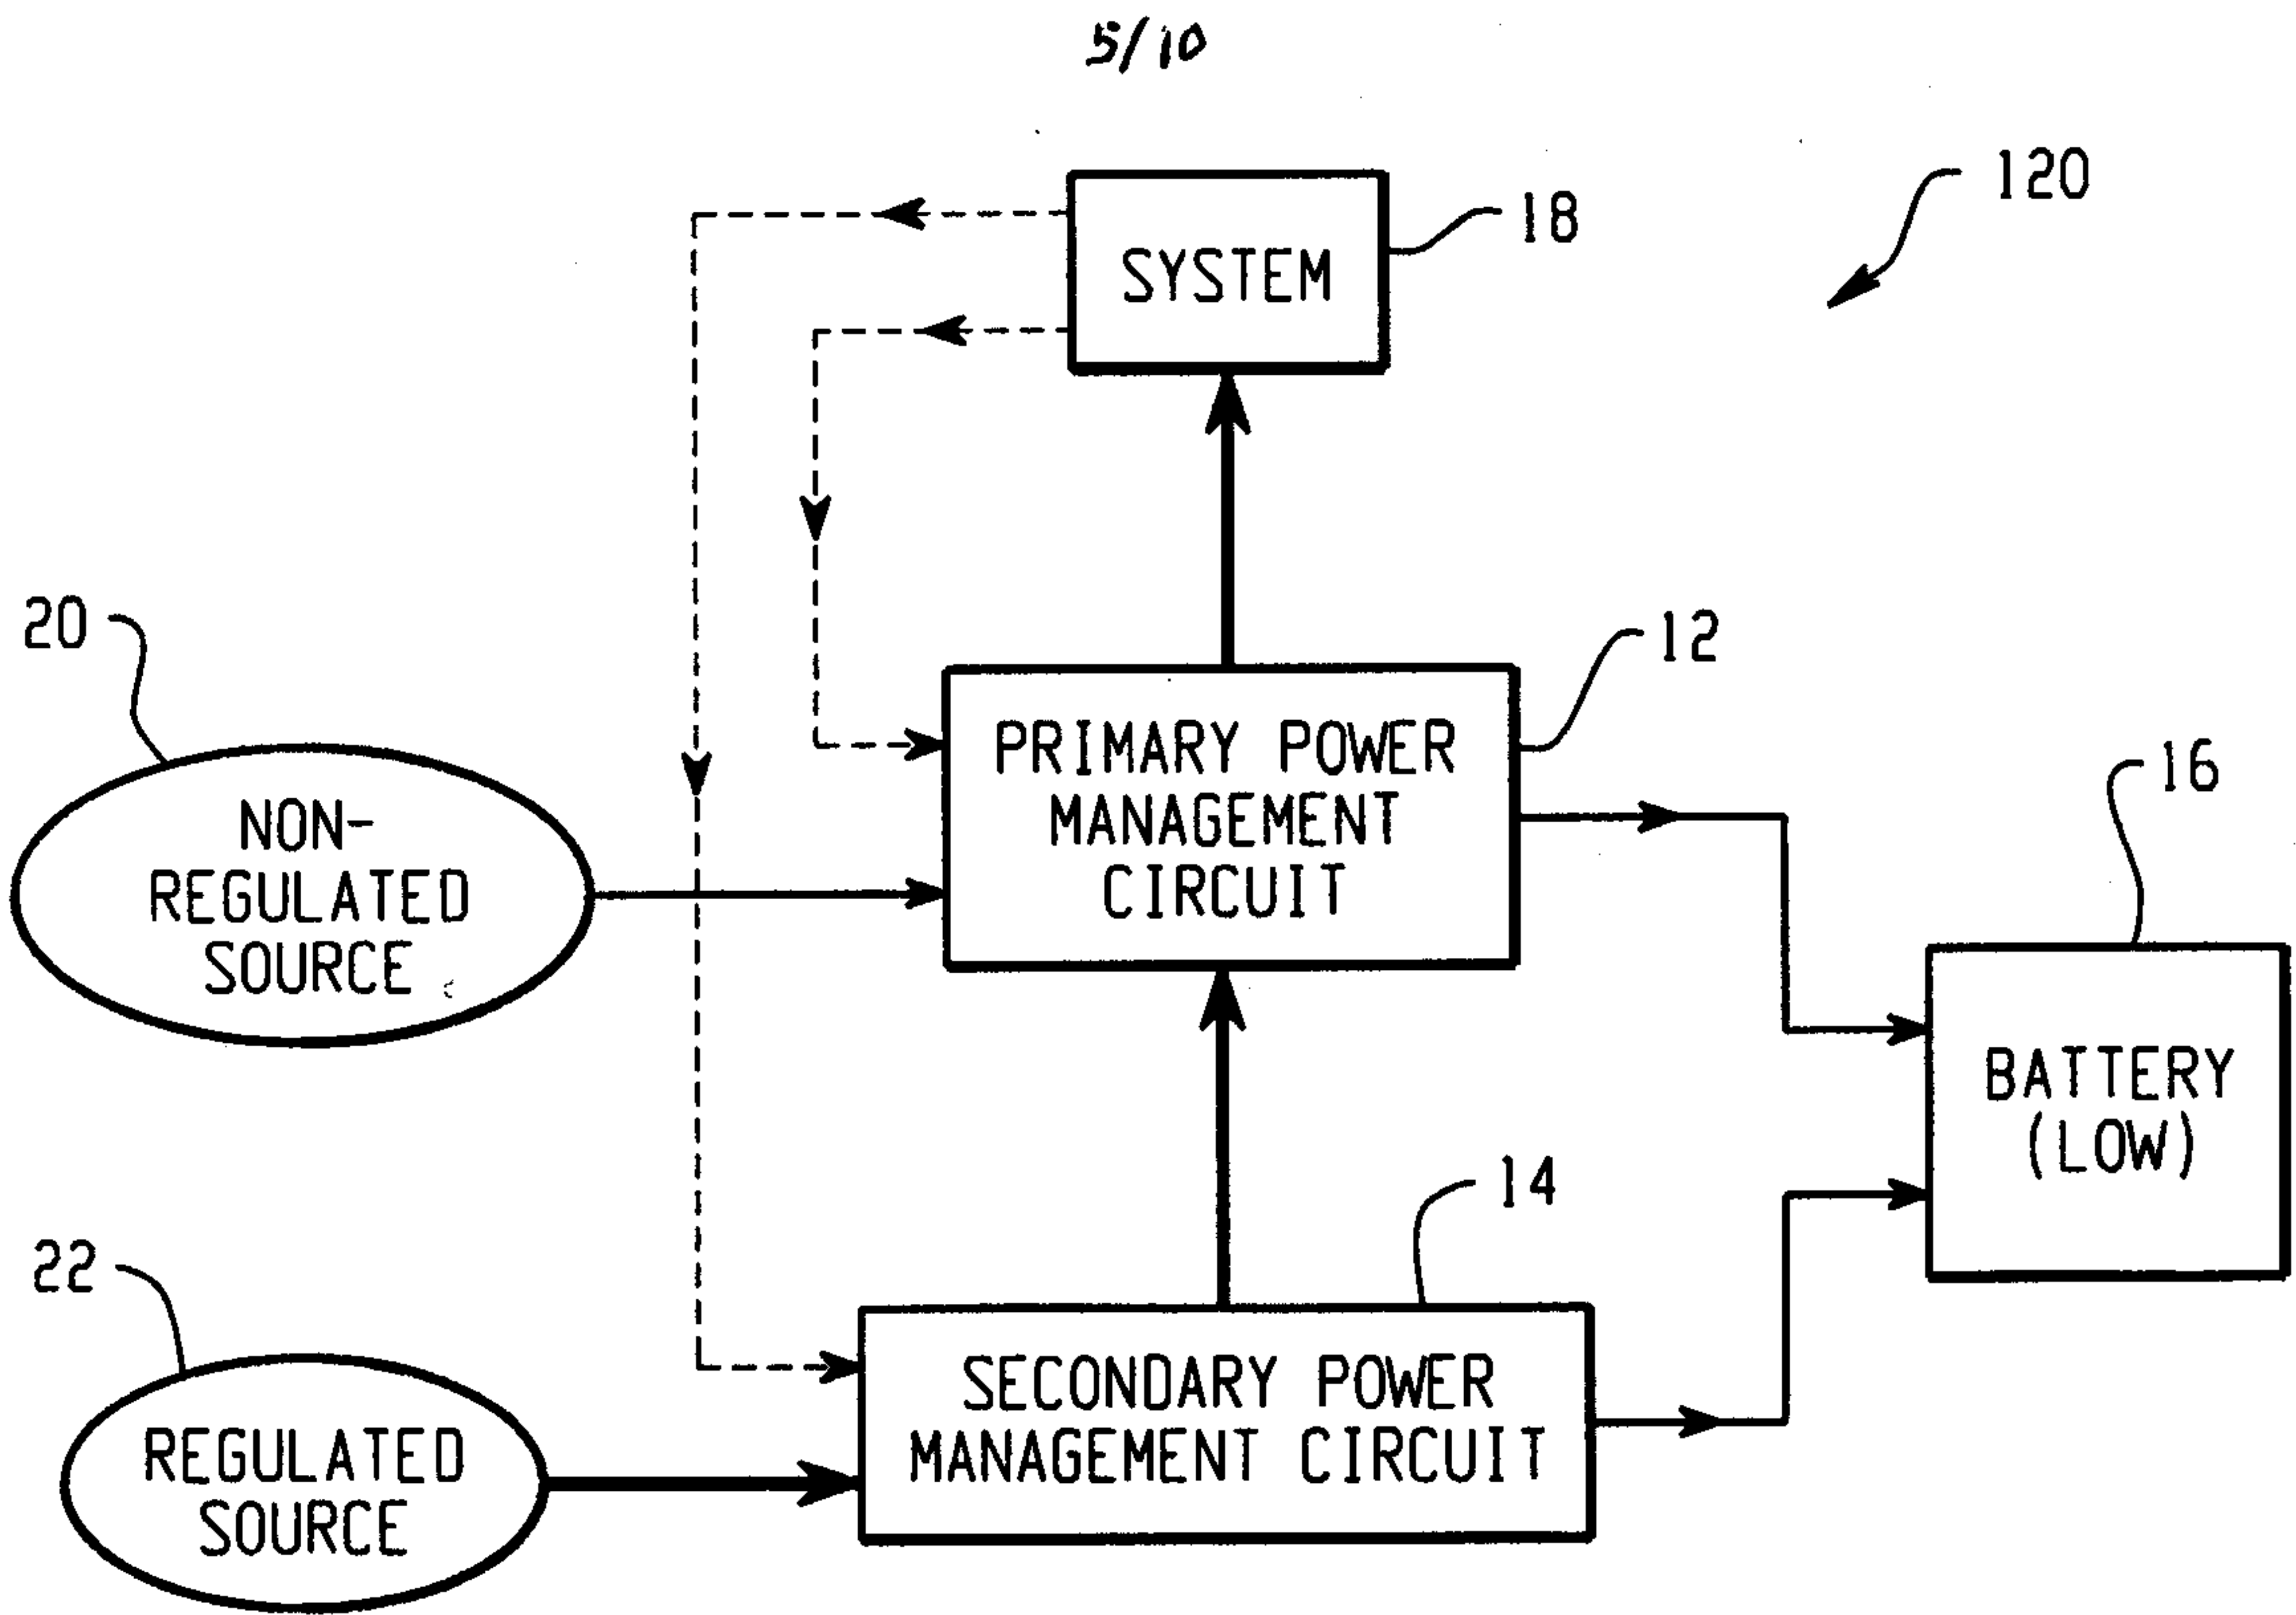 5/10
120
18
SYSTEM
20
12
PRIMARY POWER
MANAGEMENT
CIRCUIT
16
NON-
REGULATED
SOURCE
BATTERY
(LOW)
14
22
SECONDARY POWER
MANAGEMENT CIRCUIT
REGULATED
SOURCE